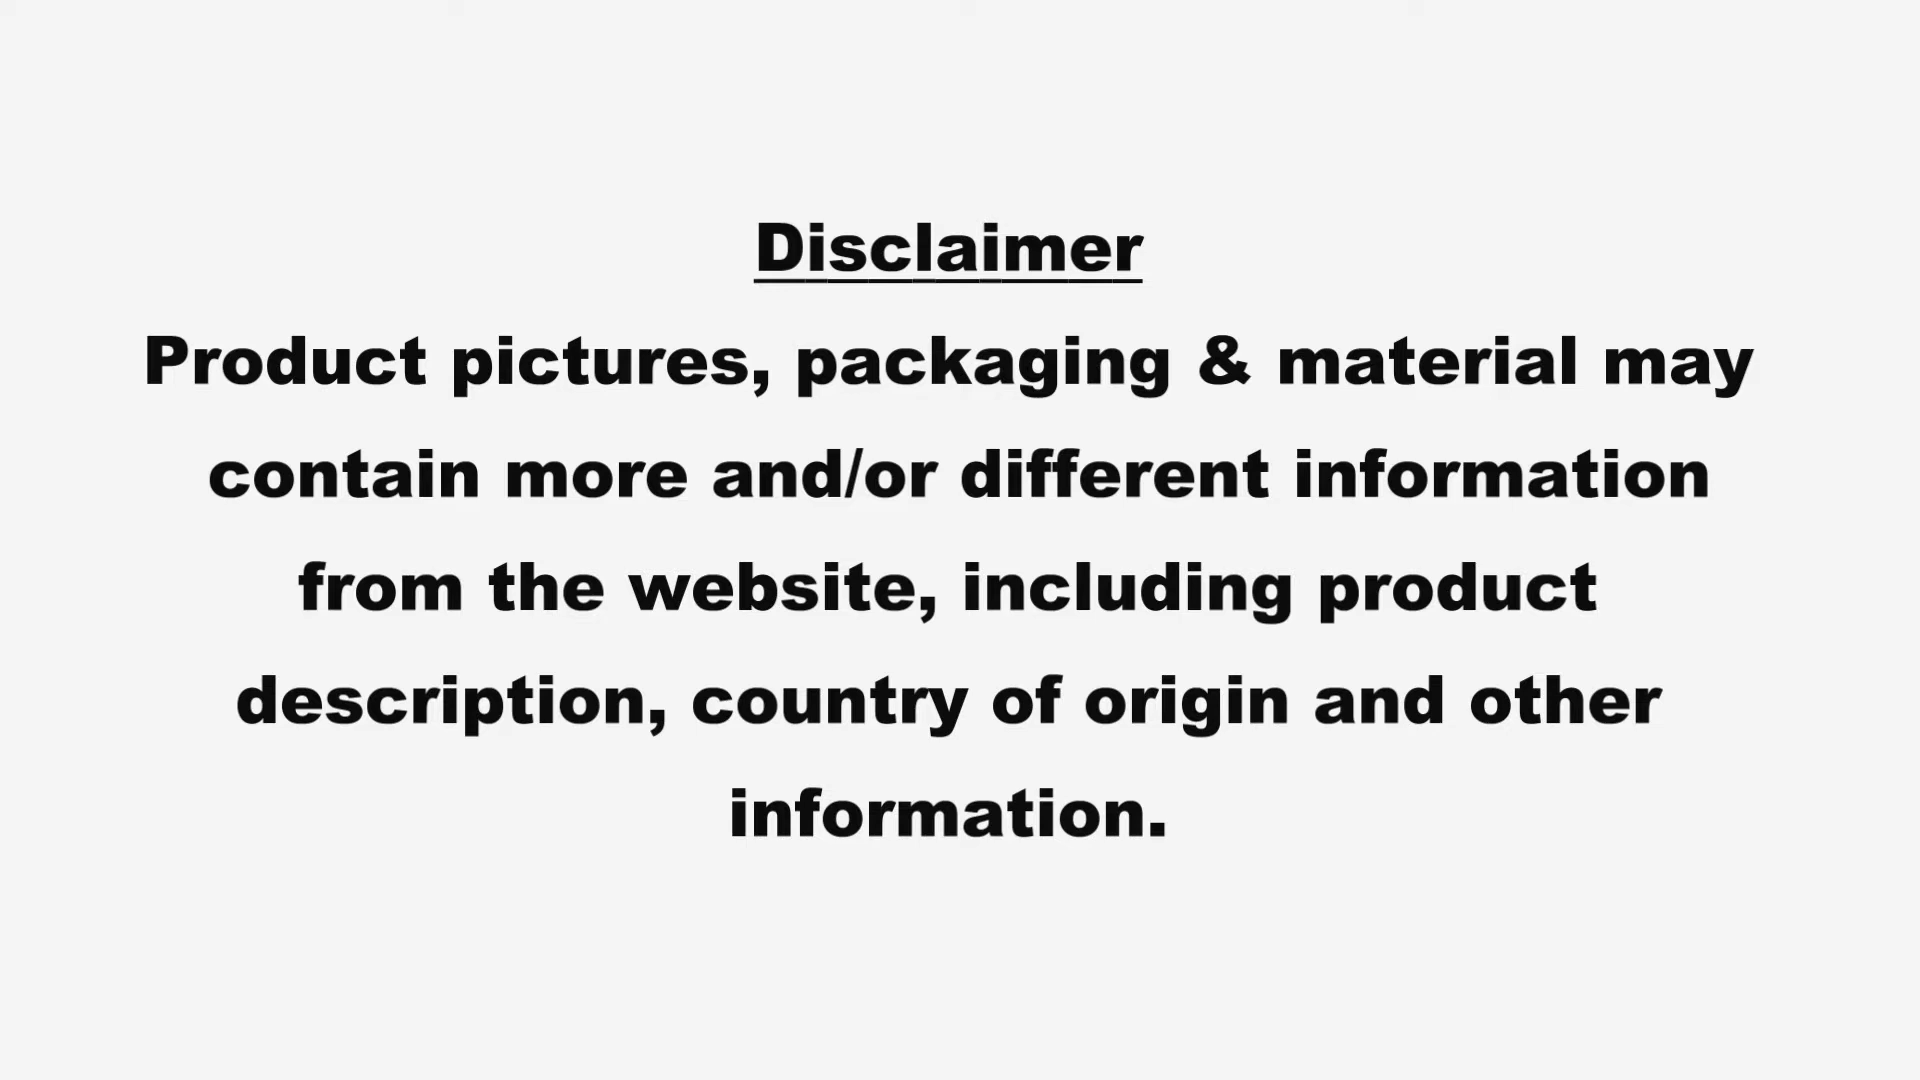 Disclaimer
Product pictures, packaging & material may
contain more and/or different information
from the website, including product
description, country of origin and other
information.